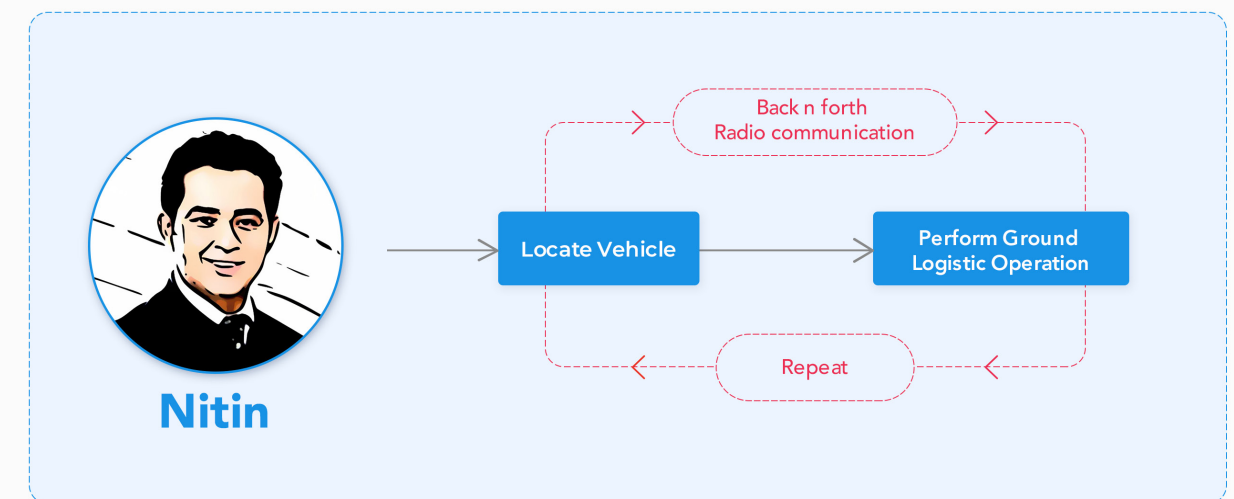 Back n forth
Radio communication
Locate Vehicle
Perform Ground
Logistic Operation
Repeat
Nitin